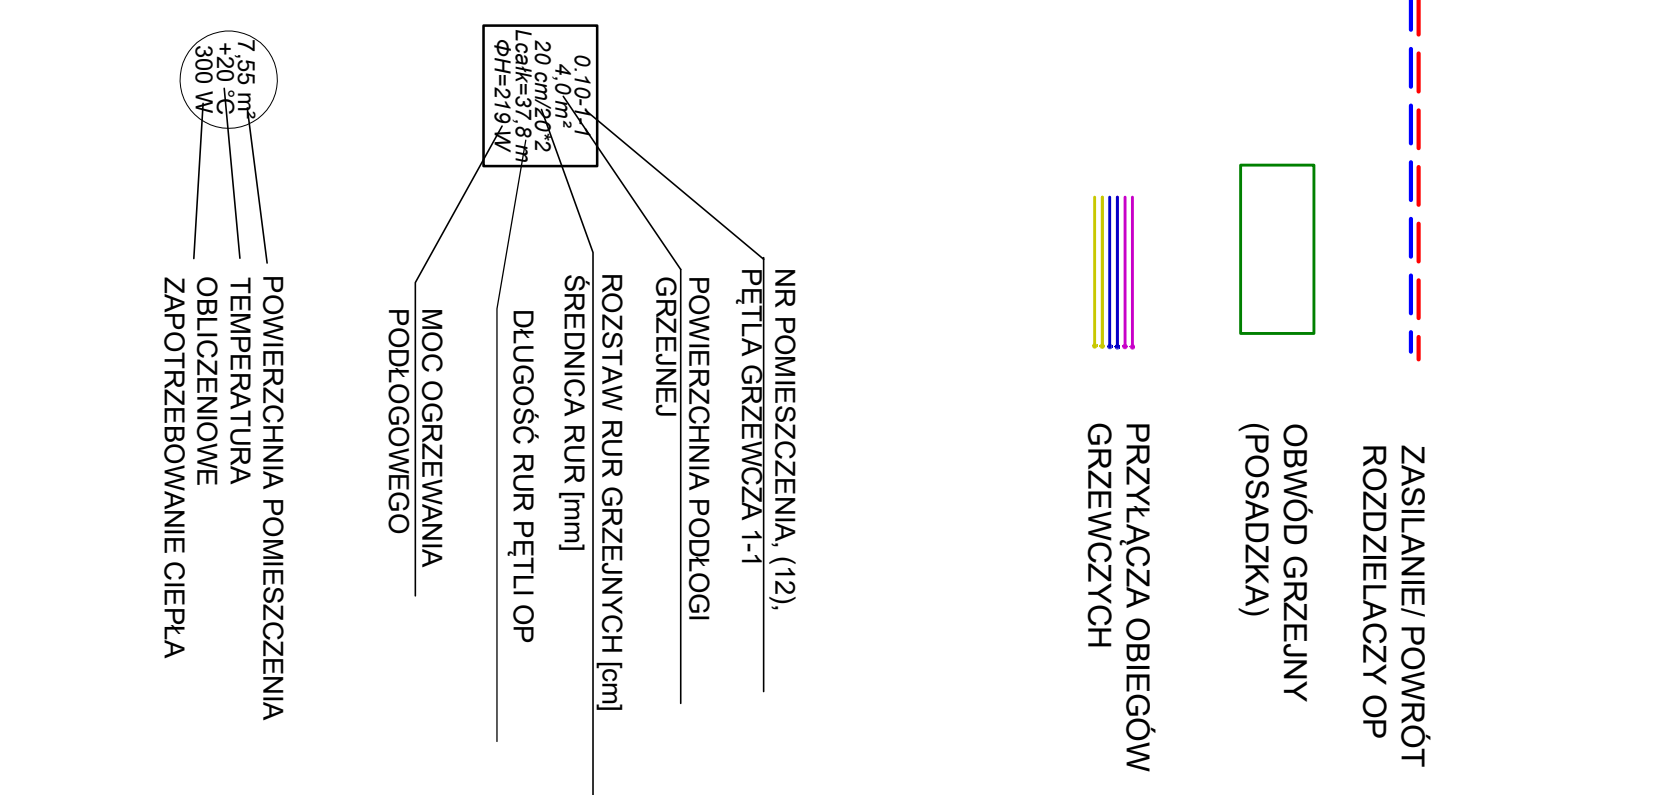 ZASILANIE/ POWRÓT
ROZDZIELACZY OP
OBWÓD GRZEJNY
(POSADZKA)
PRZYŁĄCZA OBIEGÓW
GRZEWCZYCH
0.10-1-1
4,0 m²
20 cm/20*2
Lcałk=37,8 m
ΦH=219 W
NR POMIESZCZENIA, (12),
PĘTLA GRZEWCZA 1-1
POWIERZCHNIA PODŁOGI
GRZEJNEJ
ROZSTAW RUR GRZEJNYCH [cm]
ŚREDNICA RUR [mm]
DŁUGOŚĆ RUR PĘTLI OP
MOC OGRZEWANIA
PODŁOGOWEGO
7,55 m²
+20 °C
300 W
POWIERZCHNIA POMIESZCZENIA
TEMPERATURA
OBLICZENIOWE
ZAPOTRZEBOWANIE CIEPŁA